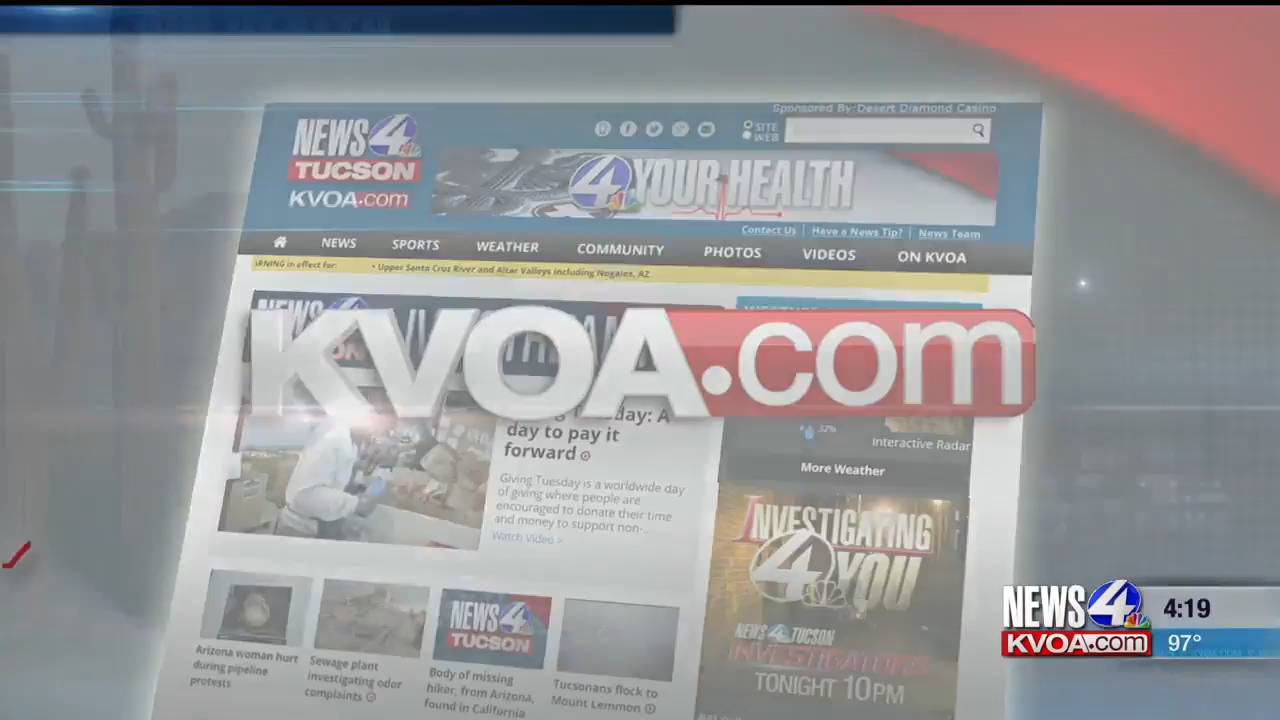 Sponsored By: Desert Diamond Casino
NEWS 4
TUCSON
KVOA.com
SITE
WEB
4 YOUR HEALTH
Contact Us | Have a News Tip? | News Team
NEWS SPORTS WEATHER COMMUNITY PHOTOS VIDEOS ON KVOA
ARNING in effect for: • Upper Santa Cruz River and Altar Valleys including Nogales, AZ
NEWS
KVOA.com
day: A
day to pay it
forward
Giving Tuesday is a worldwide day
of giving where people are
encouraged to donate their time
and money to support non-...
Watch Video >
32%
Interactive Radar
More Weather
INVESTIGATING
4 YOU
NEWS 4 TUCSON
INVESTIGATORS
TONIGHT 10PM
NEWS 4
TUCSON
Arizona woman hurt
during pipeline
protests
Sewage plant
investigating odor
complaints
Body of missing
hiker, from Arizona,
found in California
Tucsonans flock to
Mount Lemmon
NEWS 4
KVOA.com
4:19
97°